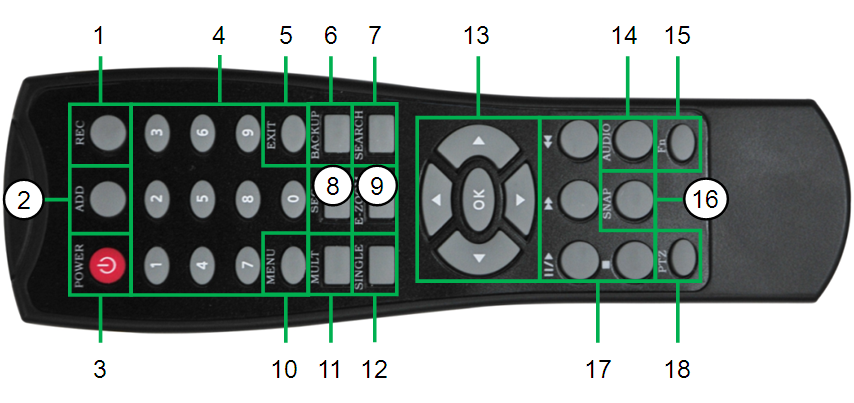 1 4 5 6 7 13 14 15
REC 3 6 9 EXIT BACKUP SEARCH AUDIO Fn
2 ADD 2 5 8 0 8 9 OK SNAP 16
POWER 1 4 7 MENU MULT SINGLE PTZ
3 10 11 12 17 18